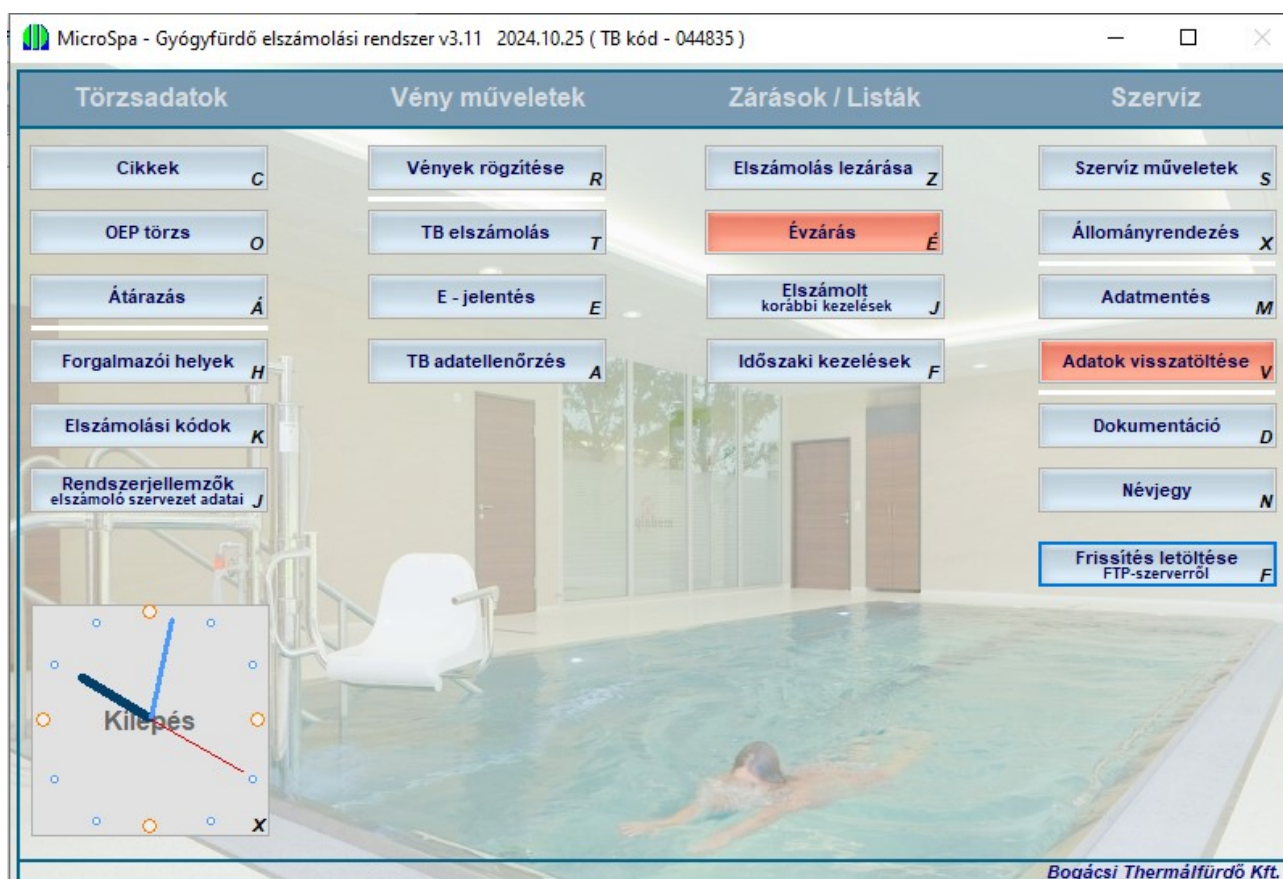 MicroSpa - Gyógyfürdő elszámolási rendszer v3.11 2024.10.25 ( TB kód - 044835 )
Törzsadatok
Vény műveletek
Zárások / Listák
Szervíz
Cikkek C
Vények rögzítése R
Elszámolás lezárása Z
Szervíz műveletek S
OEP törzs O
TB elszámolás T
Évzárás É
Állományrendezés X
Átárazás Á
E - jelentés E
Elszámolt
korábbi kezelések J
Adatmentés M
Forgalmazói helyek H
TB adatellenőrzés A
Időszaki kezelések F
Adatok visszatöltése V
Elszámolási kódok K
Dokumentáció D
Rendszerjellemzők
elszámoló szervezet adatai J
Névjegy N
Frissítés letöltése
FTP-szerverről F
Kilépés
X
Bogácsi Thermálfürdő Kft.